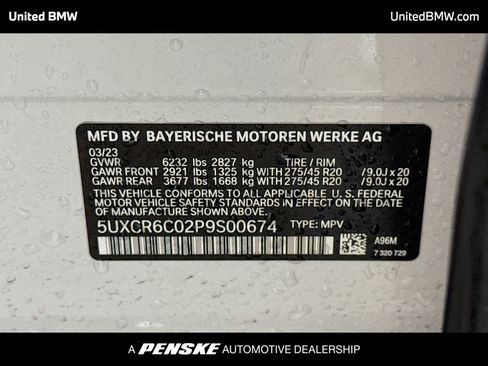 United BMW
UnitedBMW.com
MFD BY BAYERISCHE MOTOREN WERKE AG
03/23
GVWR 6232 lbs 2827 kg TIRE / RIM
GAWR FRONT 2921 lbs 1325 kg WITH 275/45 R20 / 9.0J x 20
GAWR REAR 3677 lbs 1668 kg WITH 275/45 R20 / 9.0J x 20
THIS VEHICLE CONFORMS TO ALL APPLICABLE U. S. FEDERAL
MOTOR VEHICLE SAFETY STANDARDS IN EFFECT ON THE DATE
OF MANUFACTURE SHOWN ABOVE.
5UXCR6C02P9S00674 TYPE: MPV
A96M
7 320 729
A PENSKE AUTOMOTIVE DEALERSHIP